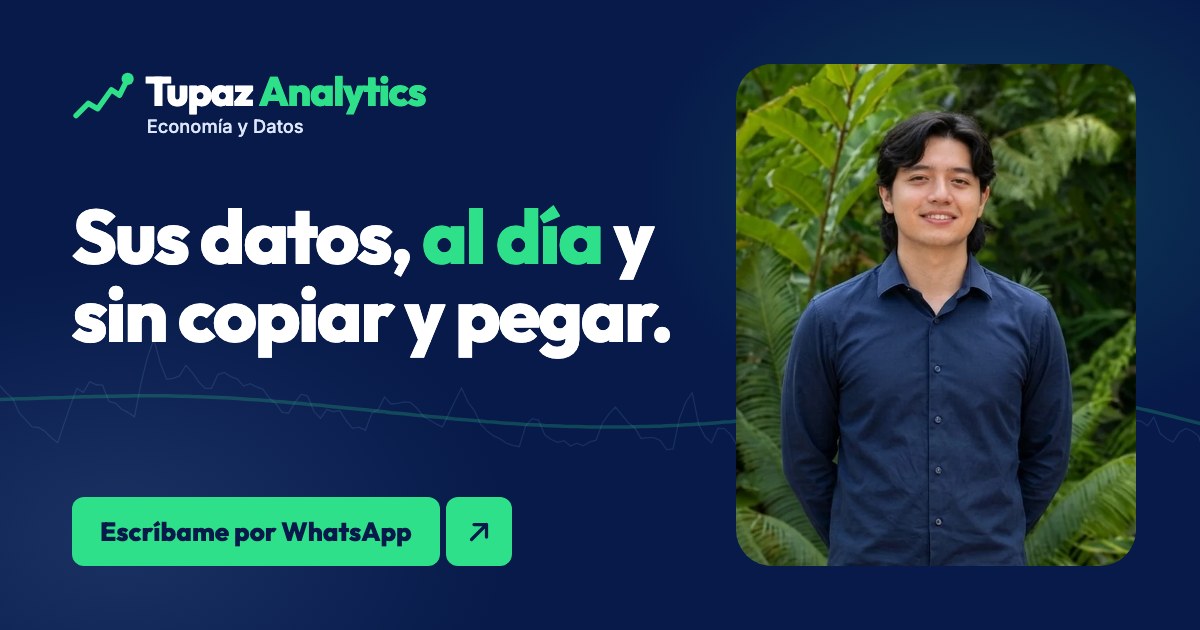 Tupaz Analytics
Economía y Datos
Sus datos, al día y
sin copiar y pegar.
Escríbame por WhatsApp